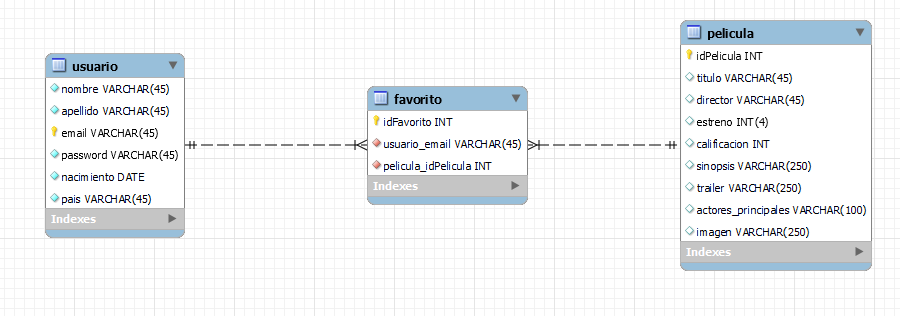 usuario
nombre VARCHAR(45)
apellido VARCHAR(45)
email VARCHAR(45)
password VARCHAR(45)
nacimiento DATE
pais VARCHAR(45)
Indexes
favorito
idFavorito INT
usuario_email VARCHAR(45)
pelicula_idPelicula INT
Indexes
pelicula
idPelicula INT
titulo VARCHAR(45)
director VARCHAR(45)
estreno INT(4)
calificacion INT
sinopsis VARCHAR(250)
trailer VARCHAR(250)
actores_principales VARCHAR(100)
imagen VARCHAR(250)
Indexes